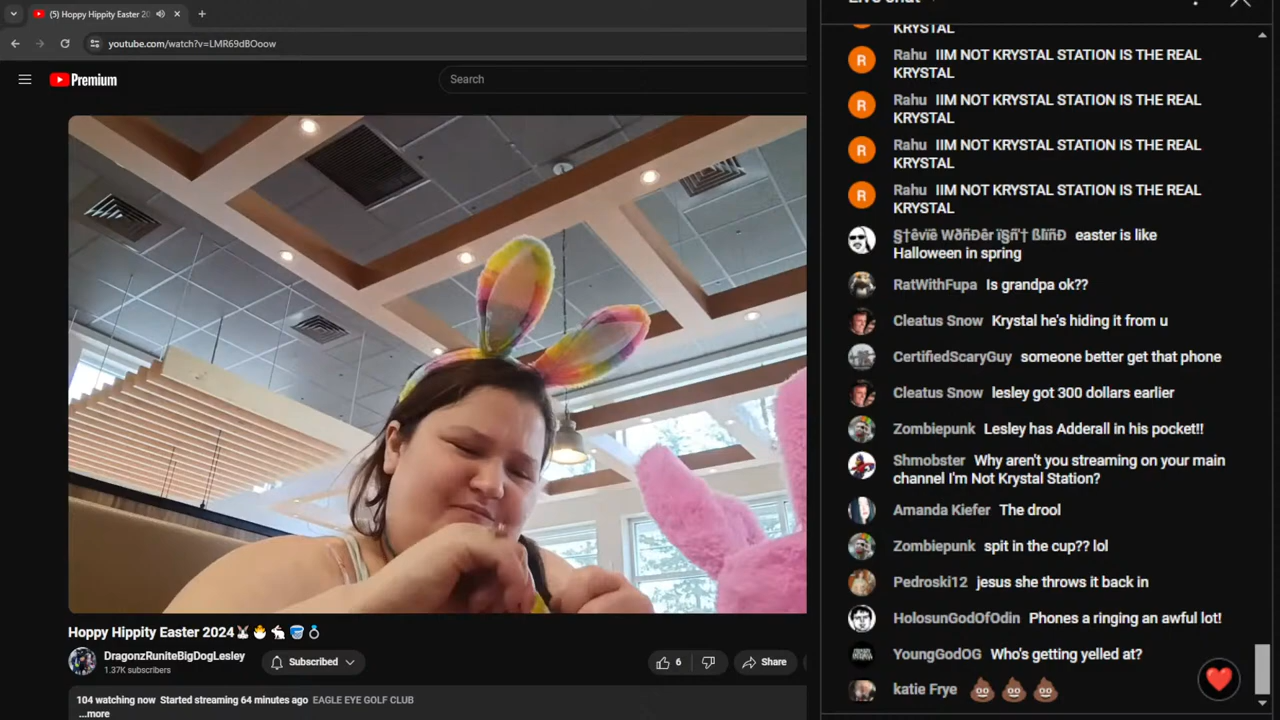 (5) Hoppy Hippity Easter 20
youtube.com/watch?v=LMR69dBOoow
Premium
Search
Hoppy Hippity Easter 2024🐰🐣🐇🪣💍
DragonzRuniteBigDogLesley
1.37K subscribers
Subscribed
6
Share
104 watching now Started streaming 64 minutes ago EAGLE EYE GOLF CLUB
...more
Live chat
KRYSTAL
R Rahu IIM NOT KRYSTAL STATION IS THE REAL
KRYSTAL
R Rahu IIM NOT KRYSTAL STATION IS THE REAL
KRYSTAL
R Rahu IIM NOT KRYSTAL STATION IS THE REAL
KRYSTAL
R Rahu IIM NOT KRYSTAL STATION IS THE REAL
KRYSTAL
§†êvïê WðñÐêr ï§ñ'† ßlïñÐ easter is like
Halloween in spring
RatWithFupa Is grandpa ok??
Cleatus Snow Krystal he's hiding it from u
CertifiedScaryGuy someone better get that phone
Cleatus Snow lesley got 300 dollars earlier
Zombiepunk Lesley has Adderall in his pocket!!
Shmobster Why aren't you streaming on your main
channel I'm Not Krystal Station?
Amanda Kiefer The drool
Zombiepunk spit in the cup?? lol
Pedroski12 jesus she throws it back in
HolosunGodOfOdin Phones a ringing an awful lot!
YoungGodOG Who's getting yelled at?
katie Frye 💩 💩 💩